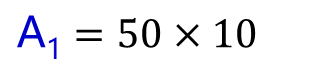 A₁ = 50 × 10